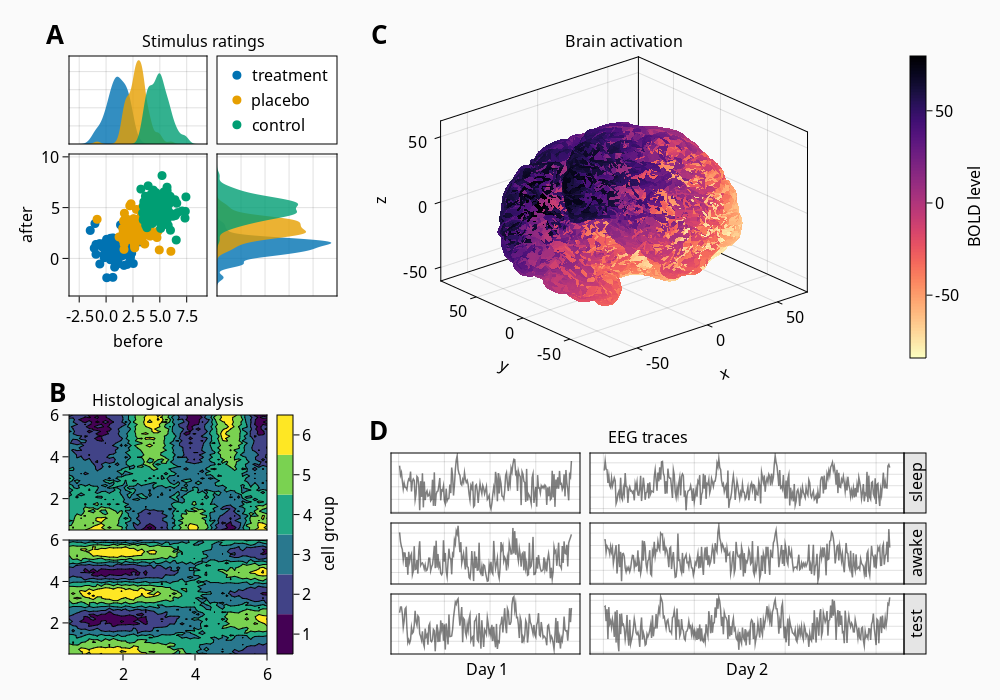 A
Stimulus ratings
treatment
placebo
control
10
5
0
after
-2.5 0.0 2.5 5.0 7.5
before
C
Brain activation
50
0
-50
z
50
0
-50
y
-50
0
50
x
50
0
-50
BOLD level
B
Histological analysis
6
4
2
6
4
2
2 4 6
6
5
4
3
2
1
cell group
D
EEG traces
sleep
awake
test
Day 1
Day 2